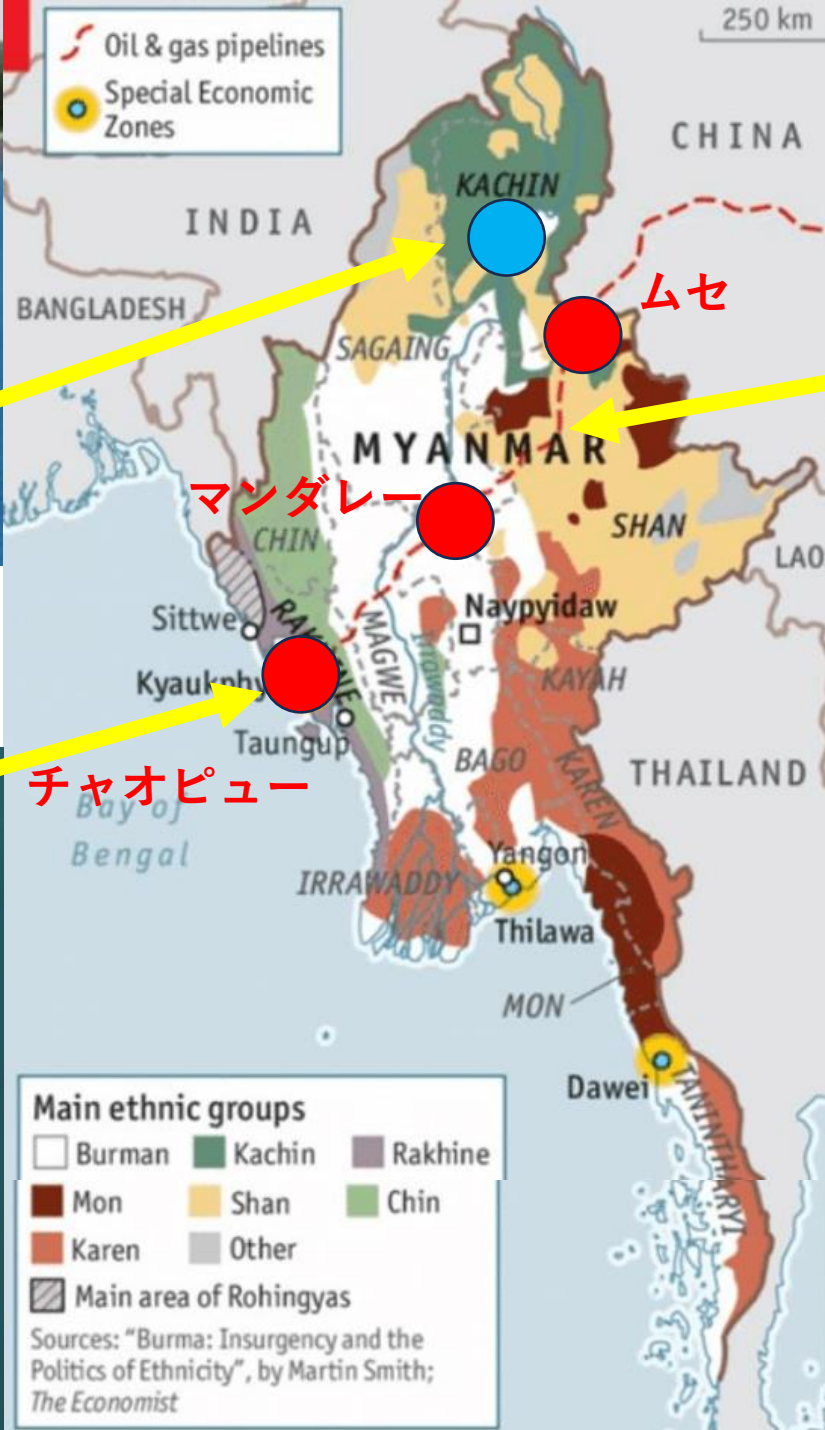 Oil & gas pipelines
Special Economic
Zones
250 km
CHINA
KACHIN
INDIA
BANGLADESH
ムセ
SAGAING
MYANMAR
マンダレー
CHIN
SHAN
LAO
Sittwe
RAKHINE
MAGWE
Irrawaddy
Naypyidaw
Kyaukphy
KAYAH
Taungup
チャオピュー
BAGO
KAREN
THAILAND
Bay of
Bengal
Yangon
IRRAWADDY
Thilawa
MON
Dawei
TANINTHARYI
Main ethnic groups
Burman
Kachin
Rakhine
Mon
Shan
Chin
Karen
Other
Main area of Rohingyas
Sources: “Burma: Insurgency and the
Politics of Ethnicity”, by Martin Smith;
The Economist